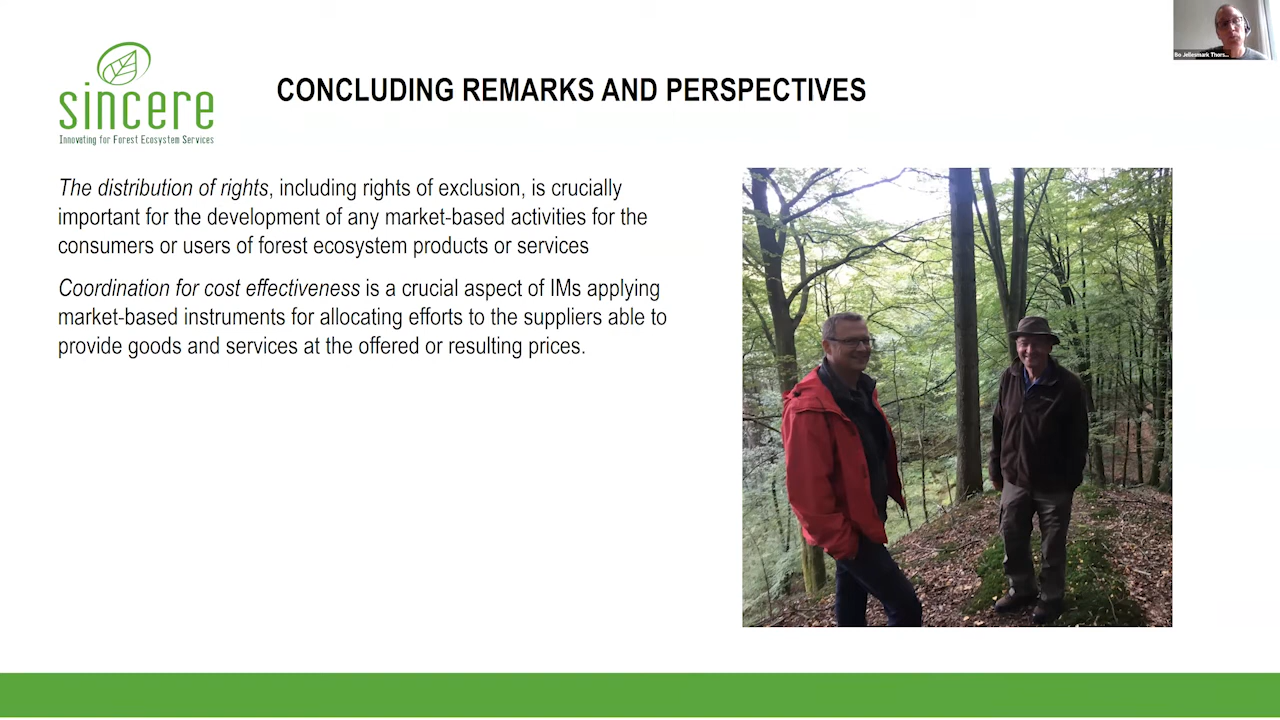 Bo Jellesmark Thors...
sincere
Innovating for Forest Ecosystem Services
CONCLUDING REMARKS AND PERSPECTIVES
The distribution of rights, including rights of exclusion, is crucially
important for the development of any market-based activities for the
consumers or users of forest ecosystem products or services
Coordination for cost effectiveness is a crucial aspect of IMs applying
market-based instruments for allocating efforts to the suppliers able to
provide goods and services at the offered or resulting prices.